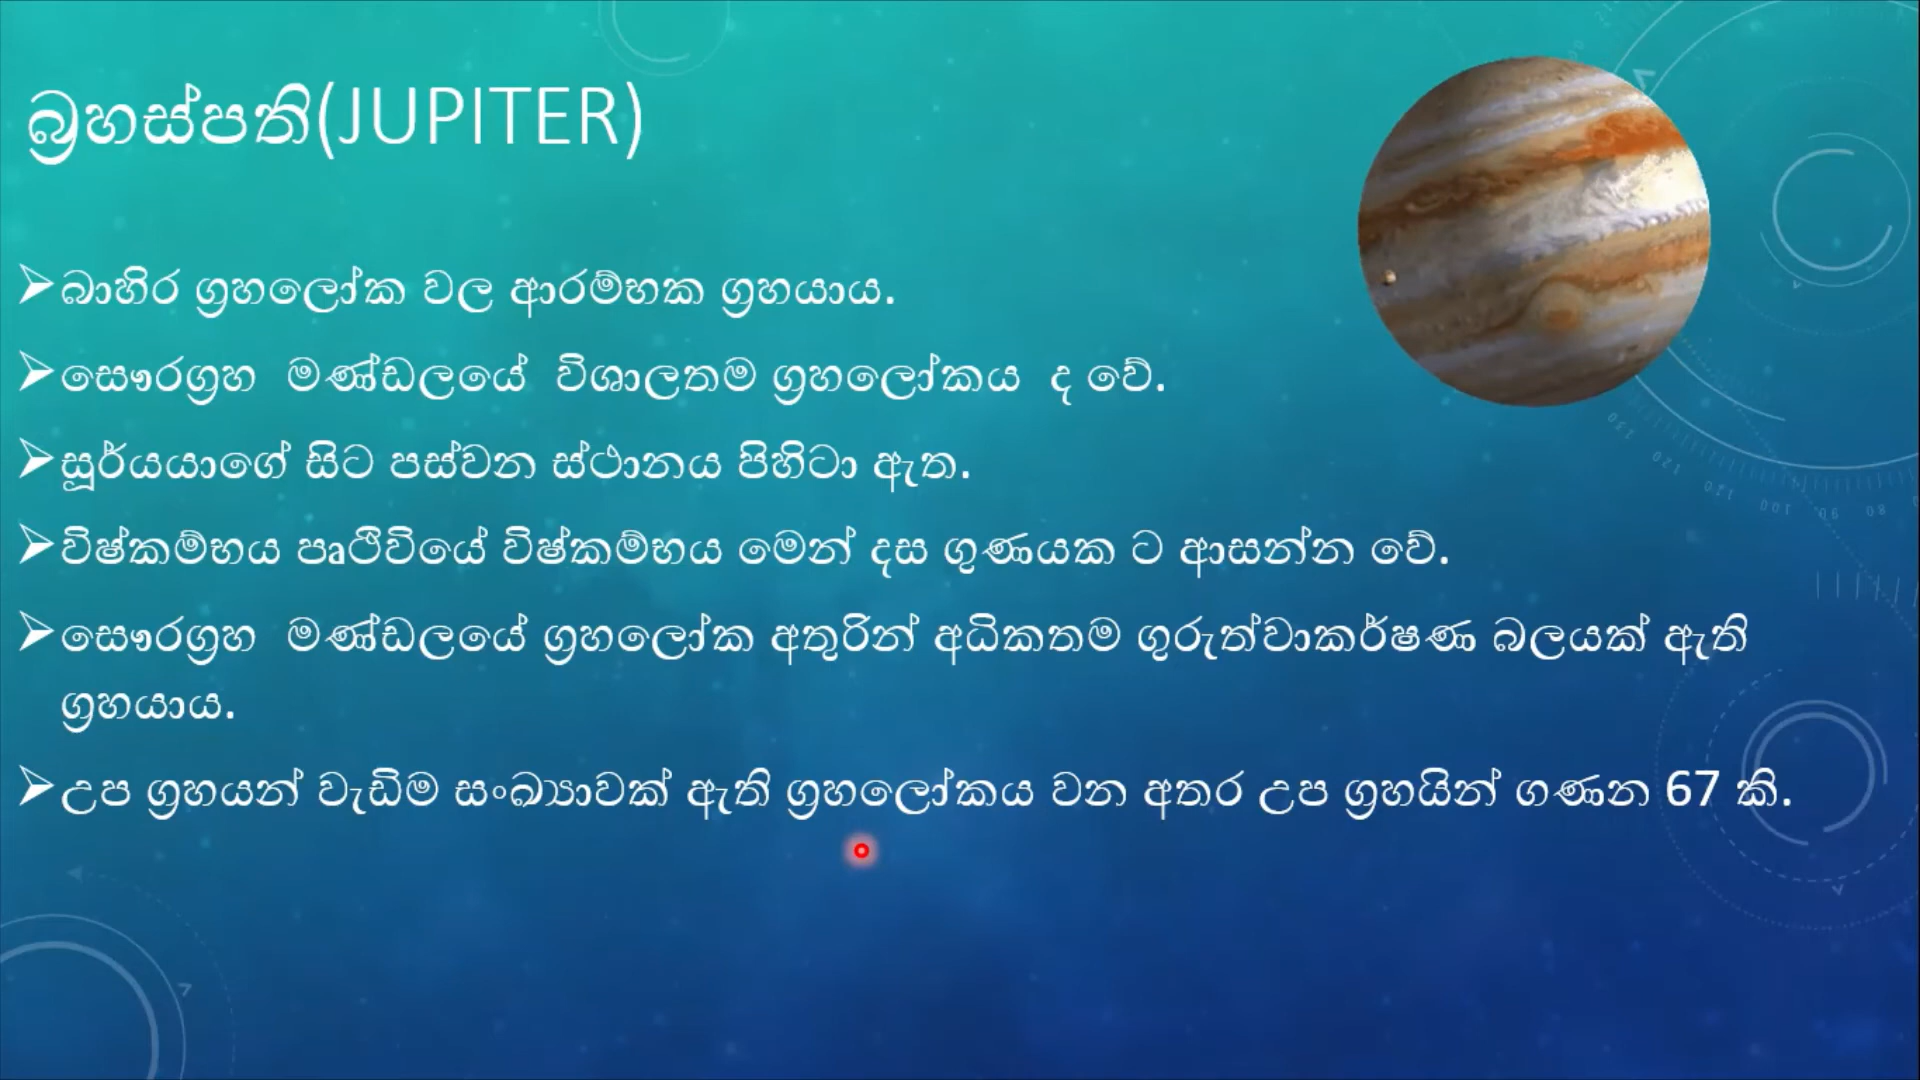 බ්‍රහස්පති(JUPITER)
➢බාහිර ග්‍රහලෝක වල ආරම්භක ග්‍රහයාය.
➢සෞරග්‍රහ මණ්ඩලයේ විශාලතම ග්‍රහලෝකය ද වේ.
➢සූර්යයාගේ සිට පස්වන ස්ථානය පිහිටා ඇත.
➢විෂ්කම්භය පෘථිවියේ විෂ්කම්භය මෙන් දස ගුණයක ට ආසන්න වේ.
➢සෞරග්‍රහ මණ්ඩලයේ ග්‍රහලෝක අතුරින් අධිකතම ගුරුත්වාකර්ෂණ බලයක් ඇති
ග්‍රහයාය.
➢උප ග්‍රහයන් වැඩිම සංඛ්‍යාවක් ඇති ග්‍රහලෝකය වන අතර උප ග්‍රහයින් ගණන 67 කි.